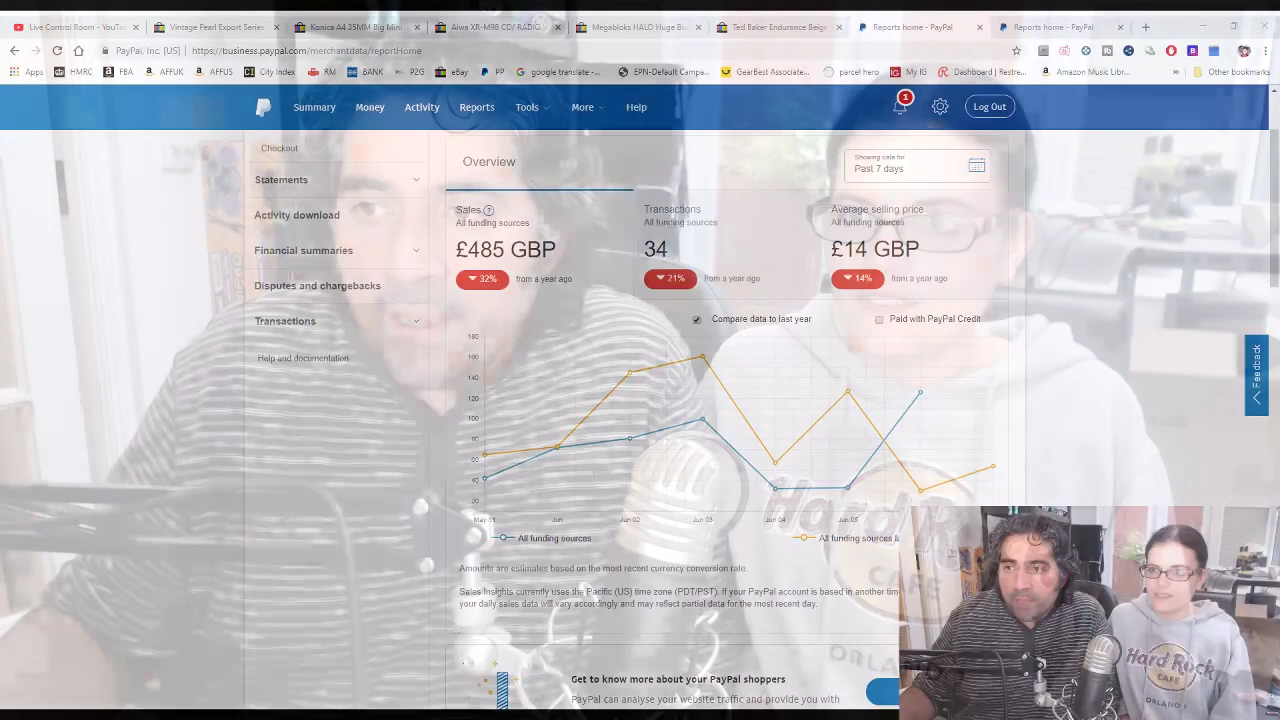 Live Control Room - YouT
Vintage Pearl Export Series
Konica A4 35MM Big Mini
Aiwa XR-M98 CD/ RADIO
Megabloks HALO Huge Bu
Ted Baker Endurance Beig
Reports home - PayPal
Reports home - PayPal
PayPal, Inc. [US] | https://business.paypal.com/merchantdata/reportHome
Apps HMRC FBA AFFUK AFFUS City Index RM BANK P2G eBay PP google translate -... EPN-Default Campa... GearBest Associate... parcel hero My IG Dashboard | Restre... Amazon Music Libr... » Other bookmarks
Summary Money Activity Reports Tools More Help 1 Log Out
Checkout
Statements
Activity download
Financial summaries
Disputes and chargebacks
Transactions
Help and documentation
Overview
Showing data for
Past 7 days
Sales ?
All funding sources
£485 GBP
32% from a year ago
Transactions
All funding sources
34
21% from a year ago
Average selling price
All funding sources
£14 GBP
14% from a year ago
Compare data to last year
Paid with PayPal Credit
180
160
140
120
100
80
60
40
20
May 31 Jun Jun 02 Jun 03 Jun 04 Jun 05
All funding sources
All funding sources
Amounts are estimates based on the most recent currency conversion rate.
Sales Insights currently uses the Pacific (US) time zone (PDT/PST). If your PayPal account is based in another tim
your daily sales data will vary accordingly and may reflect partial data for the most recent day.
Get to know more about your PayPal shoppers
PayPal can analyse your website traffic and provide you with
Feedback
Hard R
CAFE
ORLAND
Hard Rock
CAFE
ORLANDO